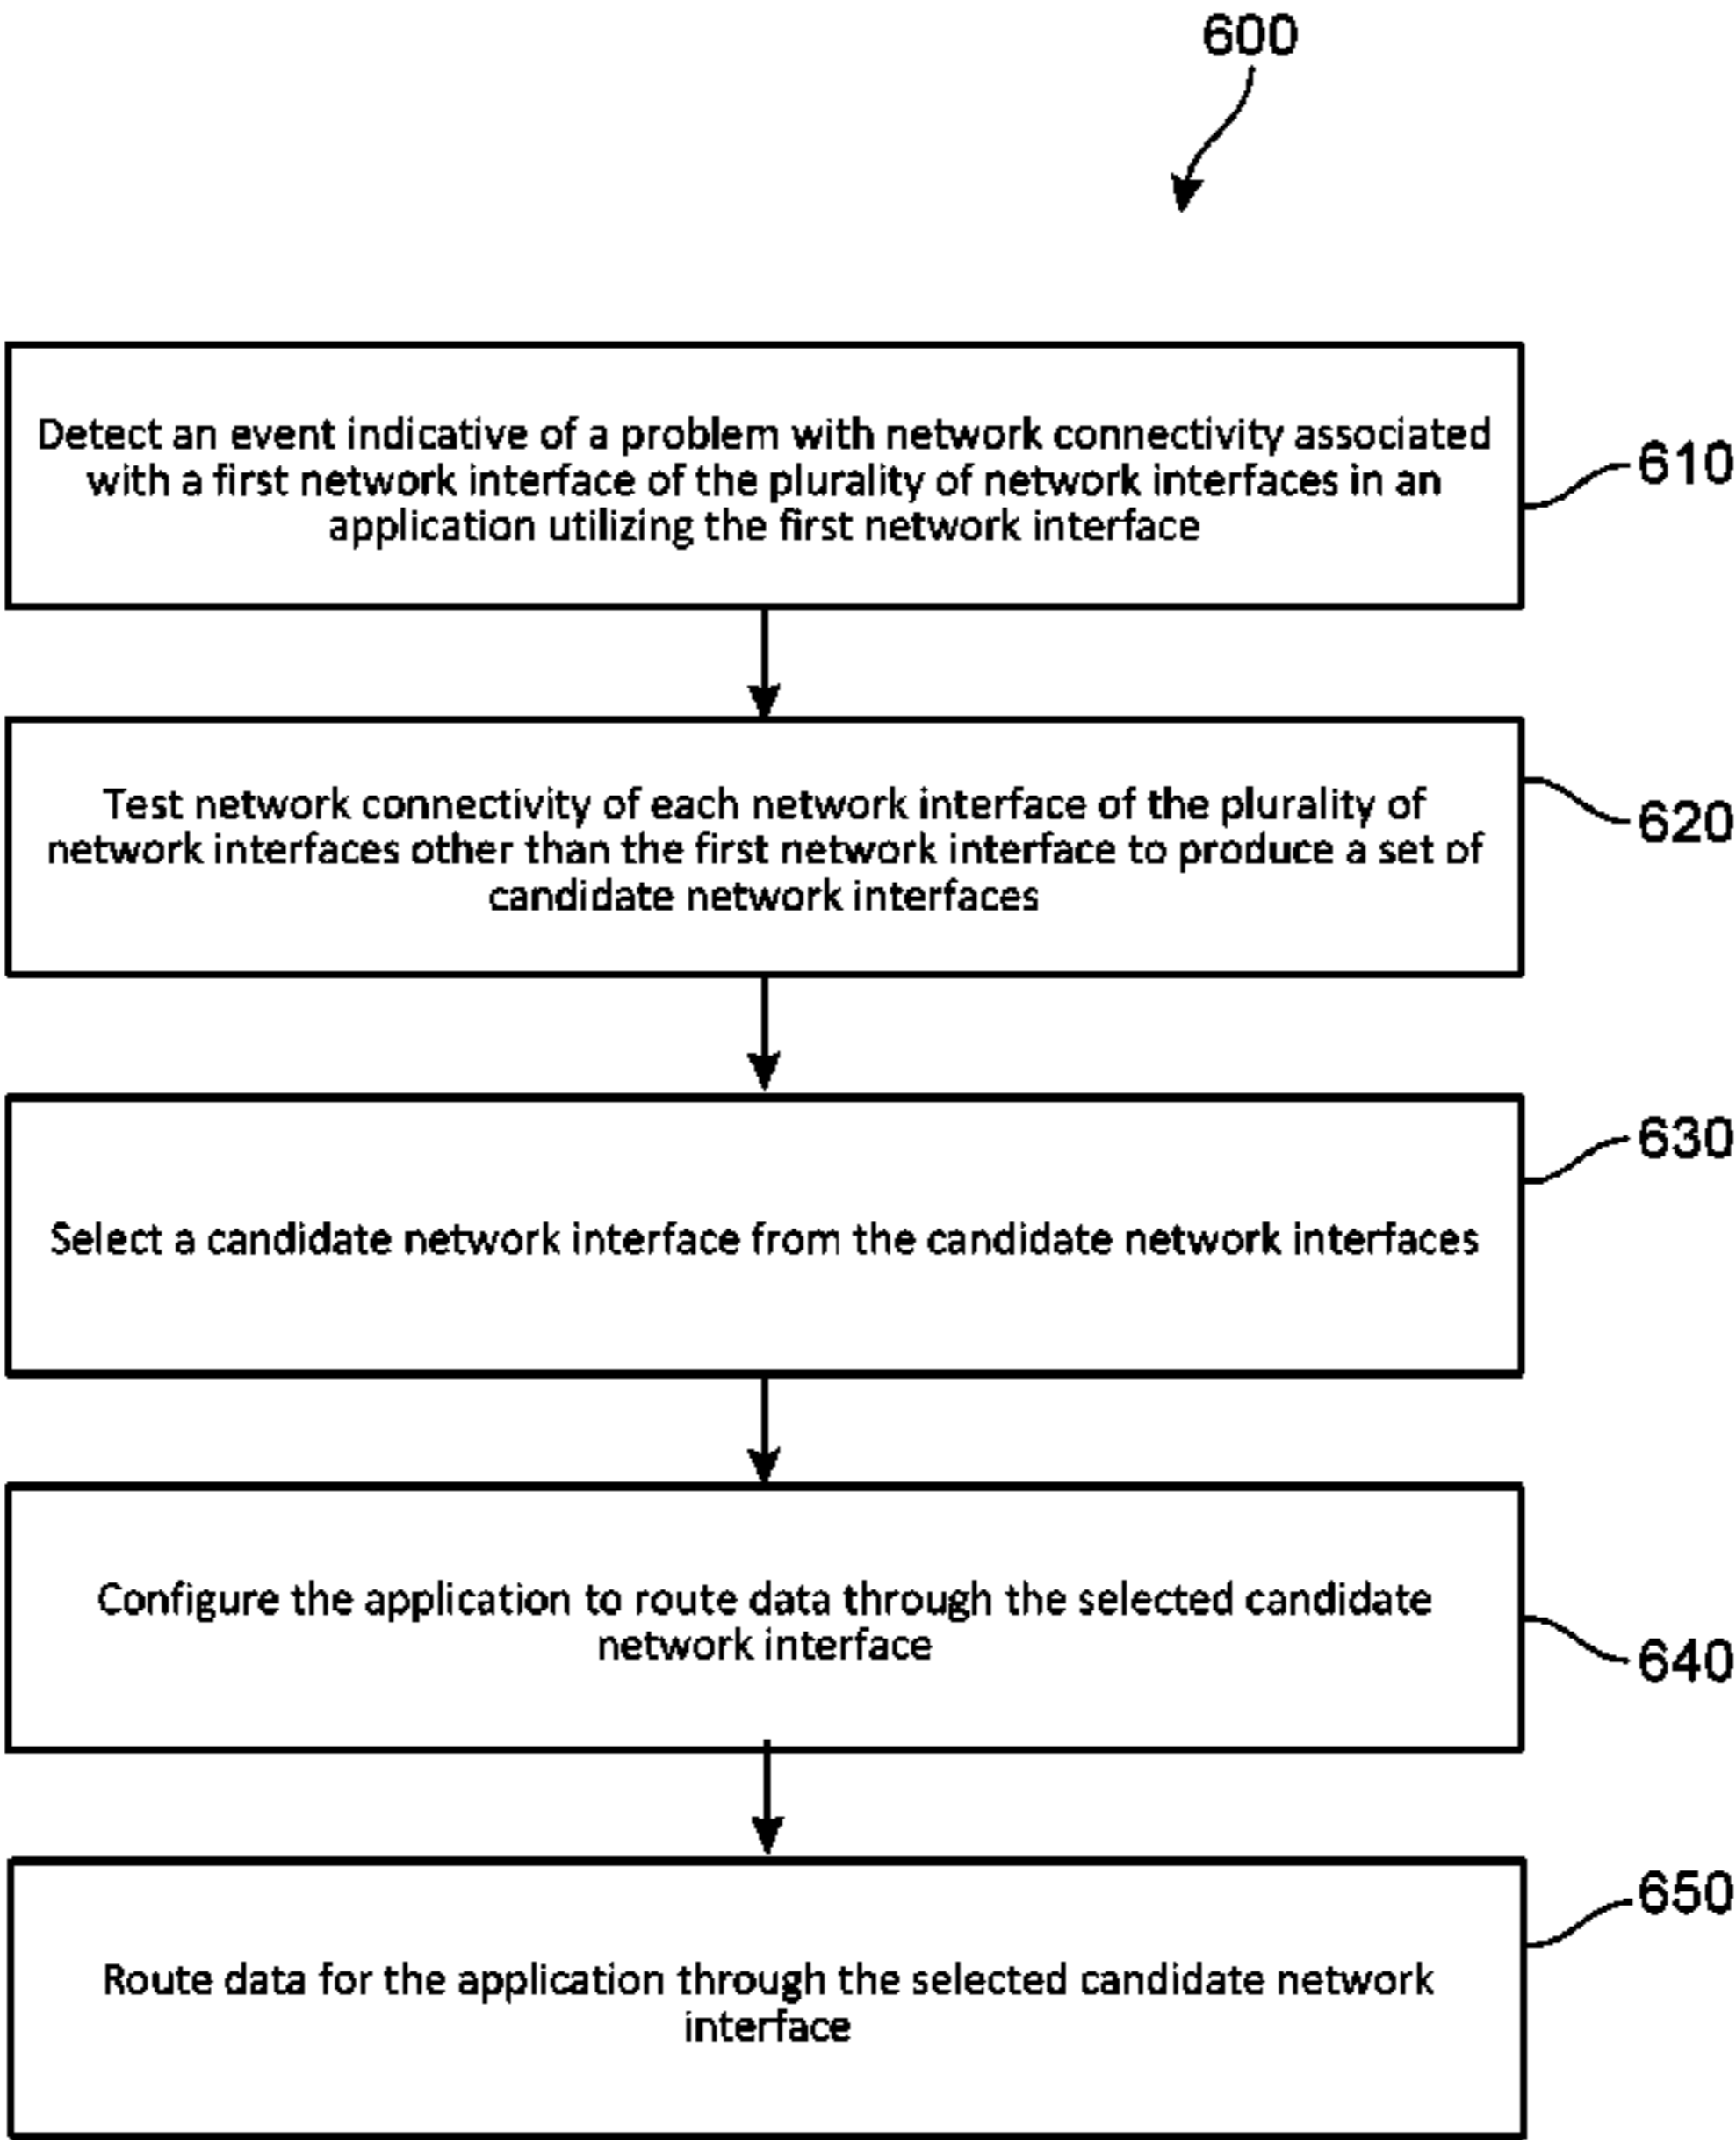 600
Detect an event indicative of a problem with network connectivity associated
with a first network interface of the plurality of network interfaces in an
application utilizing the first network interface
610
Test network connectivity of each network interface of the plurality of
network interfaces other than the first network interface to produce a set of
candidate network interfaces
620
630
Select a candidate network interface from the candidate network interfaces
Configure the application to route data through the selected candidate
network interface
640
650
Route data for the application through the selected candidate network
interface